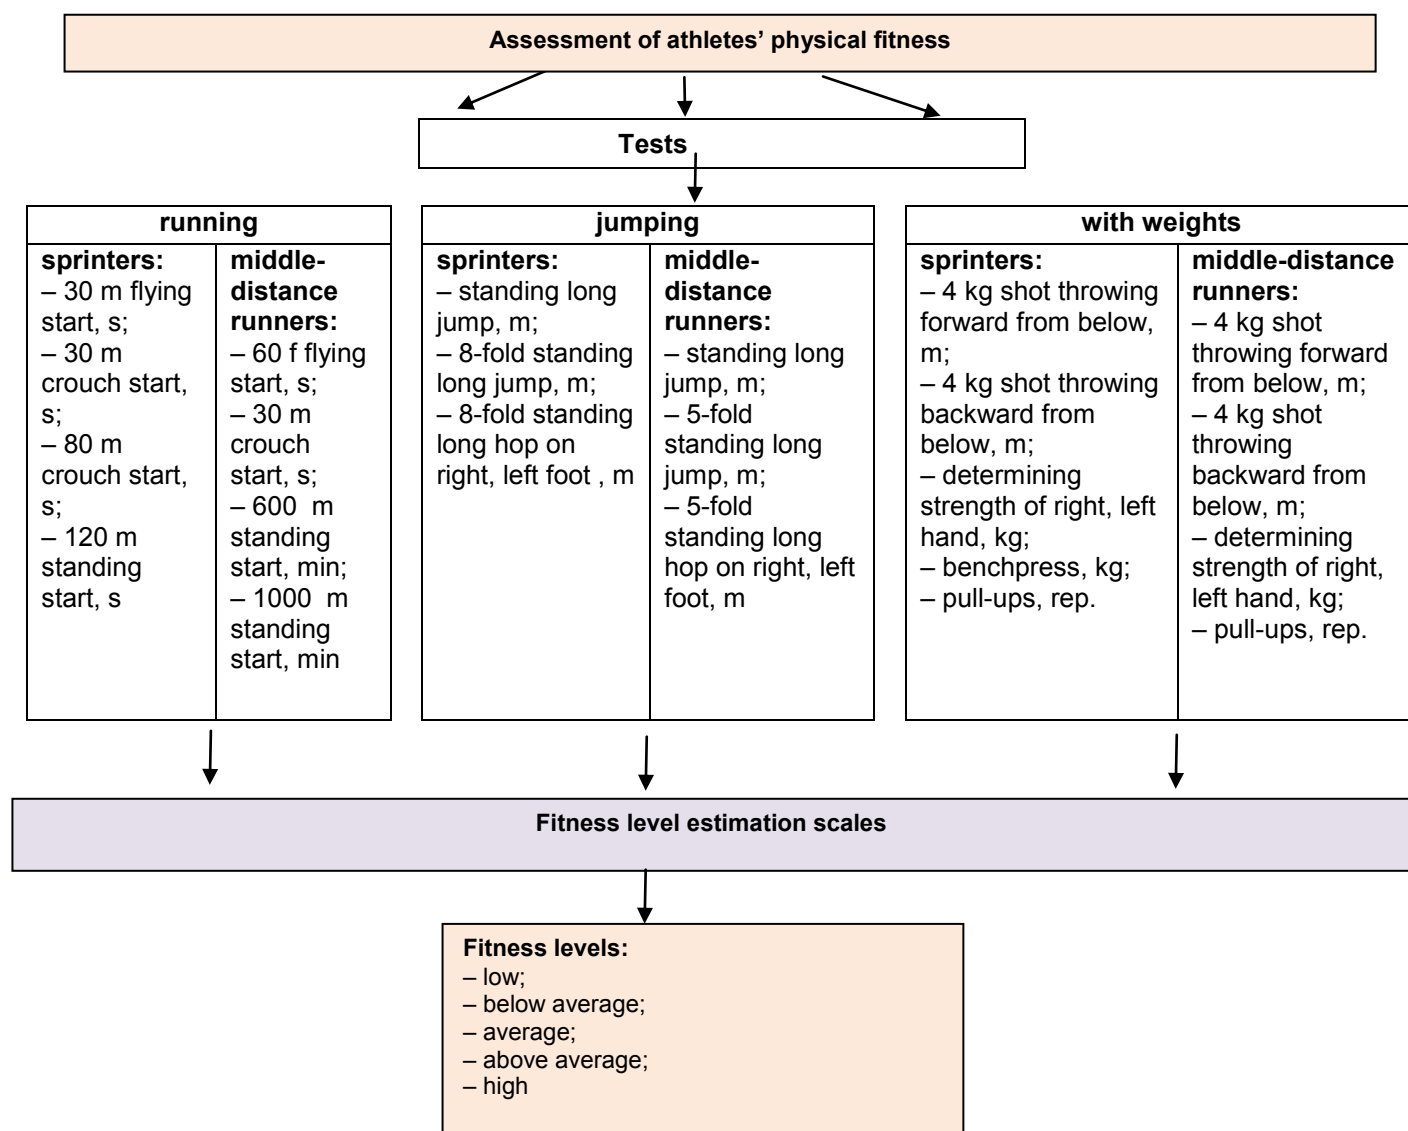 Assessment of athletes’ physical fitness
Tests
running
sprinters:
– 30 m flying
start, s;
– 30 m
crouch start,
s;
– 80 m
crouch start,
s;
– 120 m
standing
start, s
middle-
distance
runners:
– 60 f flying
start, s;
– 30 m
crouch
start, s;
– 600  m
standing
start, min;
– 1000  m
standing
start, min
jumping
sprinters:
– standing long
jump, m;
– 8-fold standing
long jump, m;
– 8-fold standing
long hop on
right, left foot , m
middle-
distance
runners:
– standing long
jump, m;
– 5-fold
standing long
jump, m;
– 5-fold
standing long
hop on right, left
foot, m
with weights
sprinters:
– 4 kg shot throwing
forward from below,
m;
– 4 kg shot throwing
backward from
below, m;
– determining
strength of right, left
hand, kg;
– benchpress, kg;
– pull-ups, rep.
middle-distance
runners:
– 4 kg shot
throwing forward
from below, m;
– 4 kg shot
throwing
backward from
below, m;
– determining
strength of right,
left hand, kg;
– pull-ups, rep.
Fitness level estimation scales
Fitness levels:
– low;
– below average;
– average;
– above average;
– high